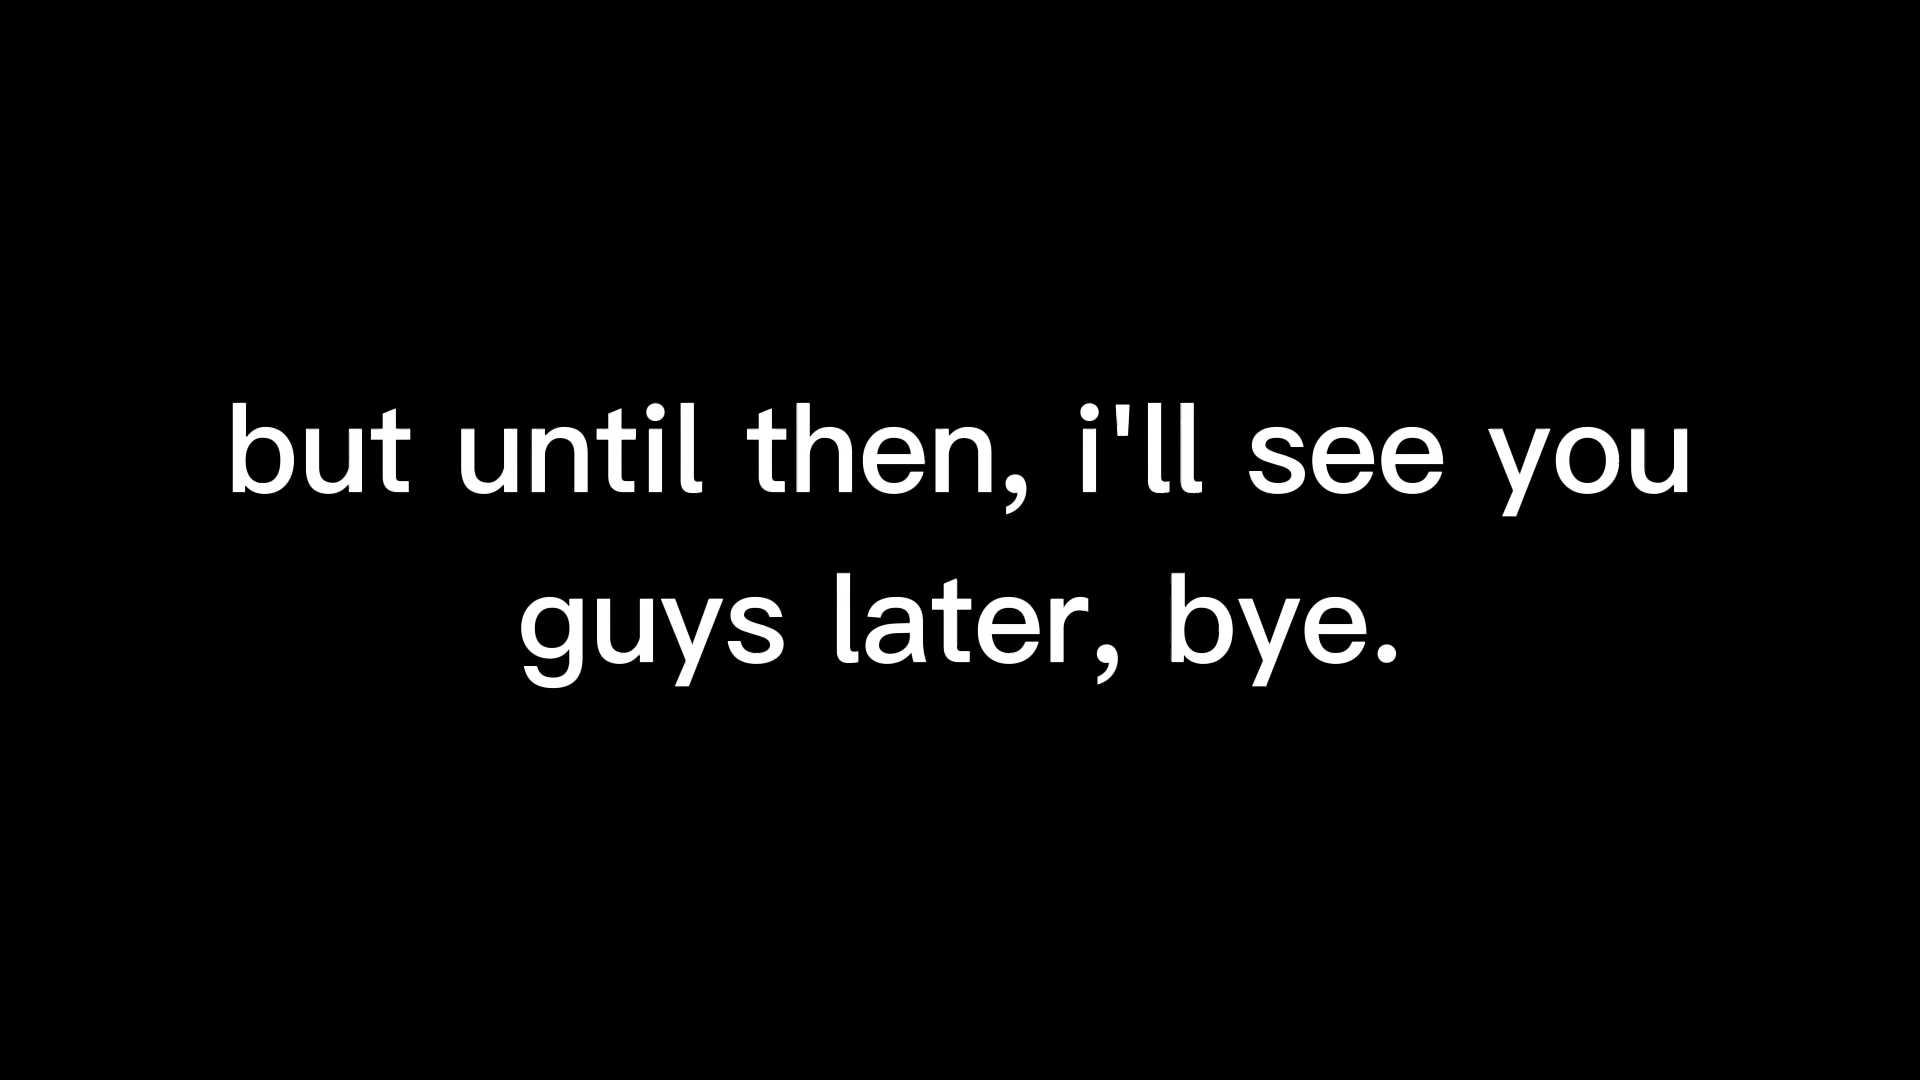 but until then, i'll see you
guys later, bye.